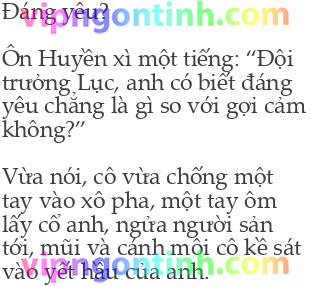 Đáng yêu?
vipngontinh.com
Ôn Huyền xì một tiếng: “Đội
trưởng Lục, anh có biết đáng
yêu chẳng là gì so với gợi cảm
không?”
Vừa nói, cô vừa chống một
tay vào xô pha, một tay ôm
lấy cổ anh, ngửa người sản
tới, mũi và cánh môi cô kề sát
vipngontinh.com
vào yết hầu của anh.